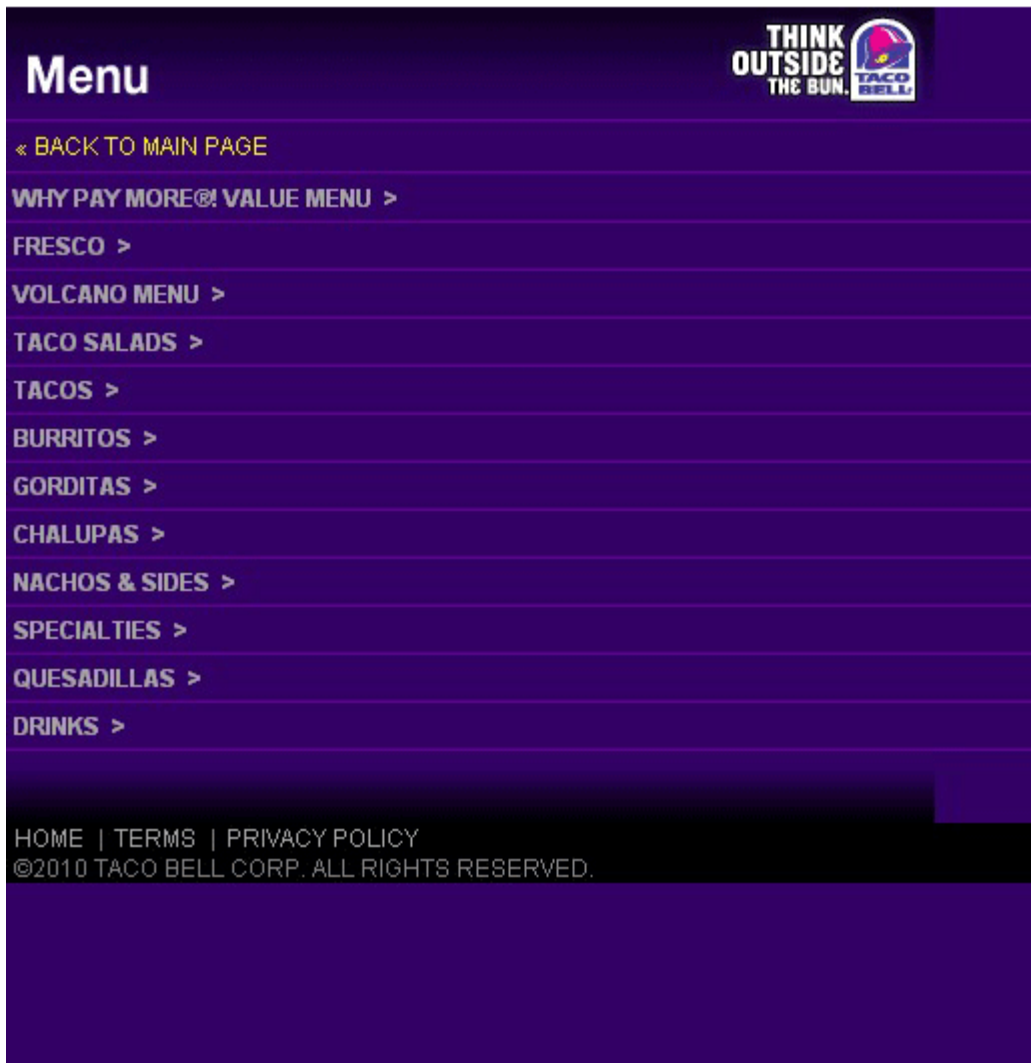 Menu
THINK
OUTSIDE
THE BUN.
TACO
BELL
« BACK TO MAIN PAGE
WHY PAY MORE®! VALUE MENU >
FRESCO >
VOLCANO MENU >
TACO SALADS >
TACOS >
BURRITOS >
GORDITAS >
CHALUPAS >
NACHOS & SIDES >
SPECIALTIES >
QUESADILLAS >
DRINKS >
HOME | TERMS | PRIVACY POLICY
©2010 TACO BELL CORP. ALL RIGHTS RESERVED.